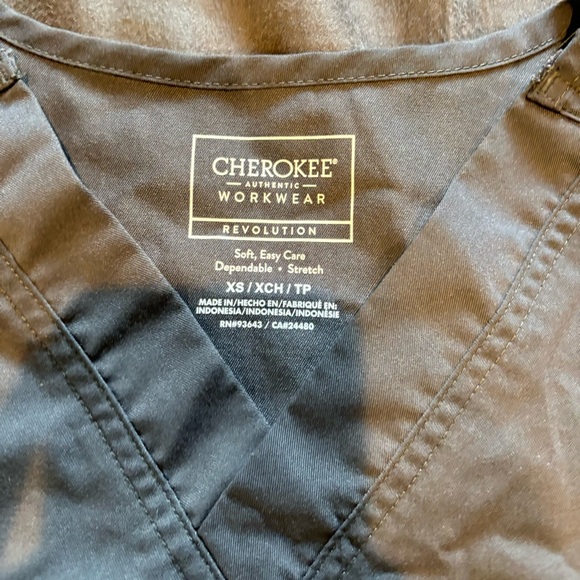 CHEROKEE®
AUTHENTIC
WORKWEAR
REVOLUTION
Soft, Easy Care
Dependable • Stretch
XS / XCH / TP
MADE IN/HECHO EN/FABRIQUÉ EN:
INDONESIA/INDONESIA/INDONÉSIE
RN#93643 / CA#24480